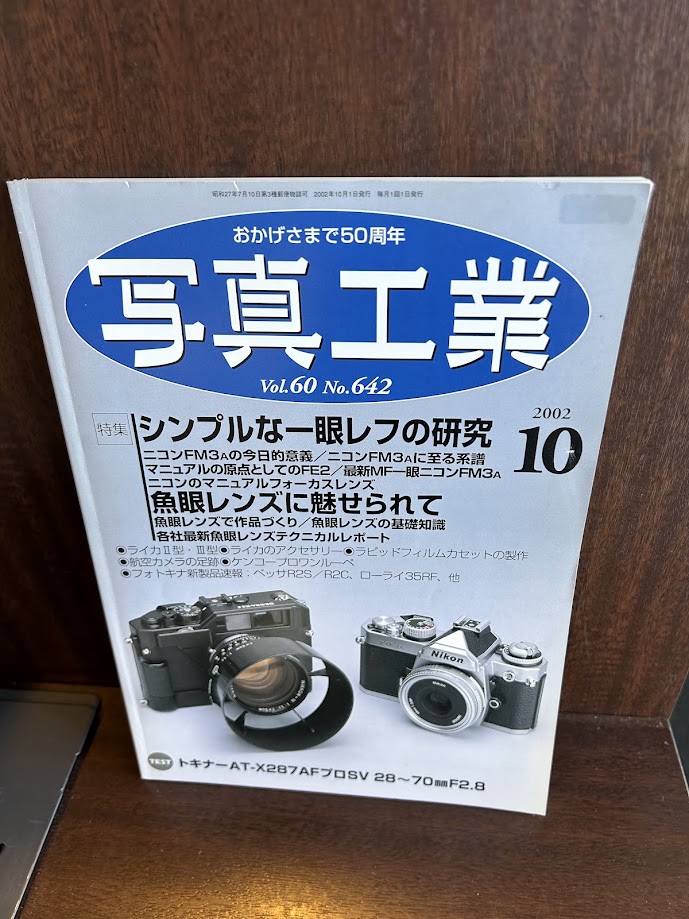 昭和27年7月10日第3種郵便物認可 2002年10月1日発行 毎月1回1日発行
おかげさまで50周年
写真工業
Vol.60 No.642
2002
10
特集
シンプルな一眼レフの研究
ニコンFM3Aの今日的意義／ニコンFM3Aに至る系譜
マニュアルの原点としてのFE2／最新MF一眼ニコンFM3A
ニコンのマニュアルフォーカスレンズ
魚眼レンズに魅せられて
魚眼レンズで作品づくり／魚眼レンズの基礎知識
各社最新魚眼レンズテクニカルレポート
●ライカⅡ型・Ⅲ型●ライカのアクセサリー●ラピッドフィルムカセットの製作
●航空カメラの足跡●ケンコープロワンルーペ
●フォトキナ新製品速報：ベッサR2S／R2C、ローライ35RF、他
Nikon
TEST トキナーAT-X287AFプロSV 28〜70㎜F2.8